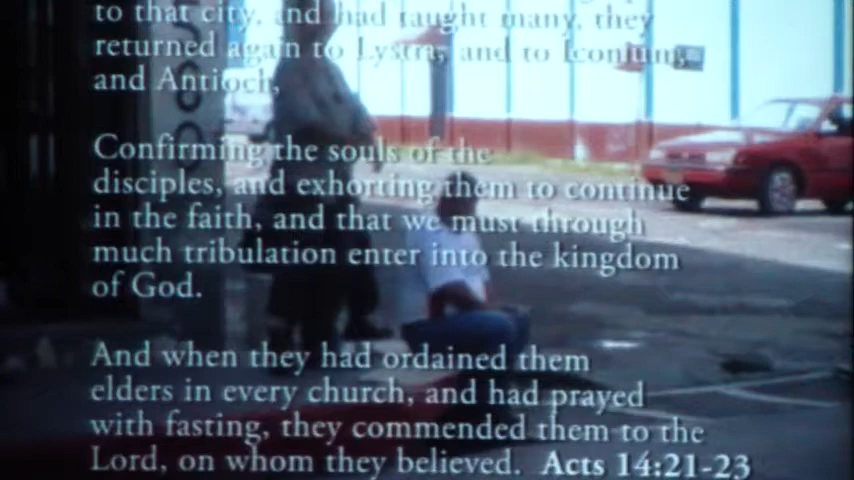 to that city, and had taught many, they
returned again to Lystra, and to Iconium,
and Antioch,
Confirming the souls of the
disciples, and exhorting them to continue
in the faith, and that we must through
much tribulation enter into the kingdom
of God.
And when they had ordained them
elders in every church, and had prayed
with fasting, they commended them to the
Lord, on whom they believed. Acts 14:21-23